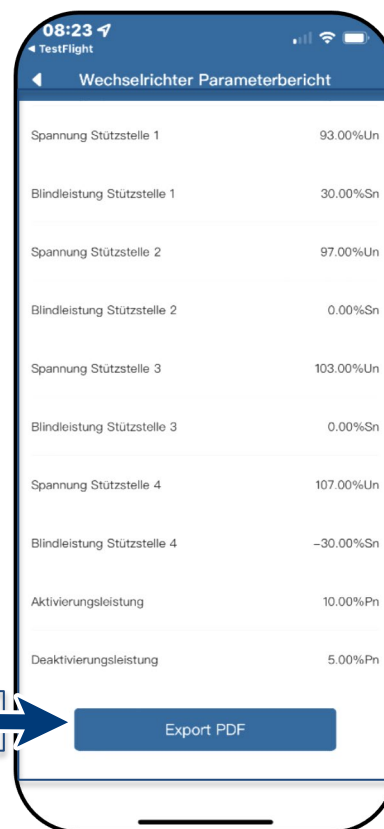 08:23
◀ TestFlight
Wechselrichter Parameterbericht
Spannung Stützstelle 1 93.00%Un
Blindleistung Stützstelle 1 30.00%Sn
Spannung Stützstelle 2 97.00%Un
Blindleistung Stützstelle 2 0.00%Sn
Spannung Stützstelle 3 103.00%Un
Blindleistung Stützstelle 3 0.00%Sn
Spannung Stützstelle 4 107.00%Un
Blindleistung Stützstelle 4 -30.00%Sn
Aktivierungsleistung 10.00%Pn
Deaktivierungsleistung 5.00%Pn
Export PDF